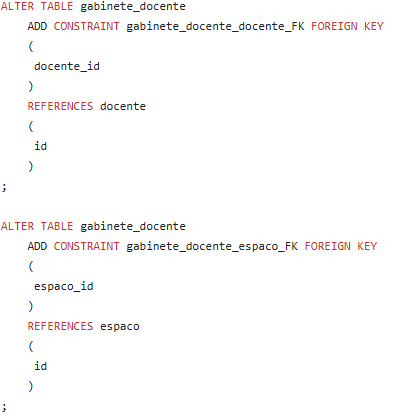 ALTER TABLE gabinete_docente
    ADD CONSTRAINT gabinete_docente_docente_FK FOREIGN KEY
    (
     docente_id
    )
    REFERENCES docente
    (
     id
    )
;

ALTER TABLE gabinete_docente
    ADD CONSTRAINT gabinete_docente_espaco_FK FOREIGN KEY
    (
     espaco_id
    )
    REFERENCES espaco
    (
     id
    )
;